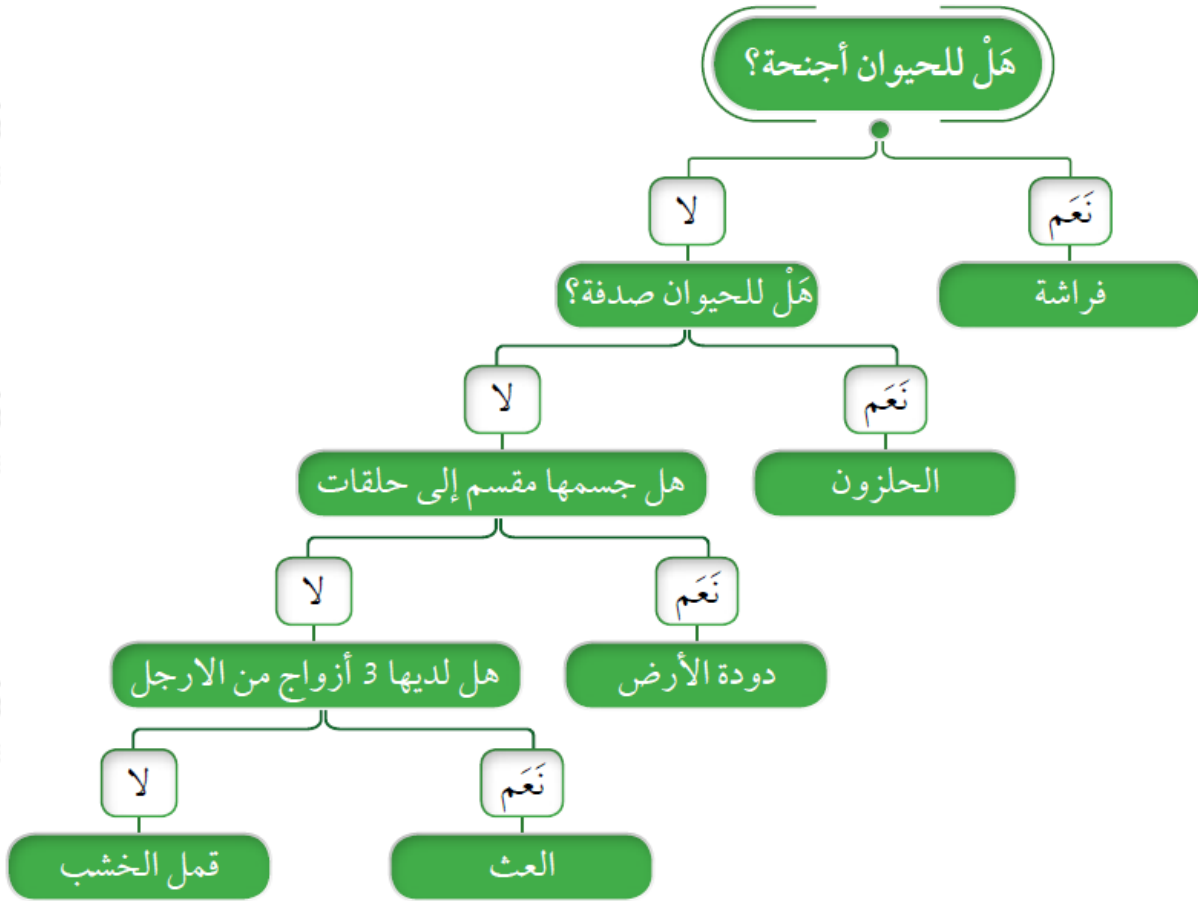 هَلْ للحيوان أجنحة؟
نَعَم
لا
فراشة
هَلْ للحيوان صدفة؟
نَعَم
لا
الحلزون
هل جسمها مقسم إلى حلقات
نَعَم
لا
دودة الأرض
هل لديها 3 أزواج من الارجل
نَعَم
لا
العث
قمل الخشب